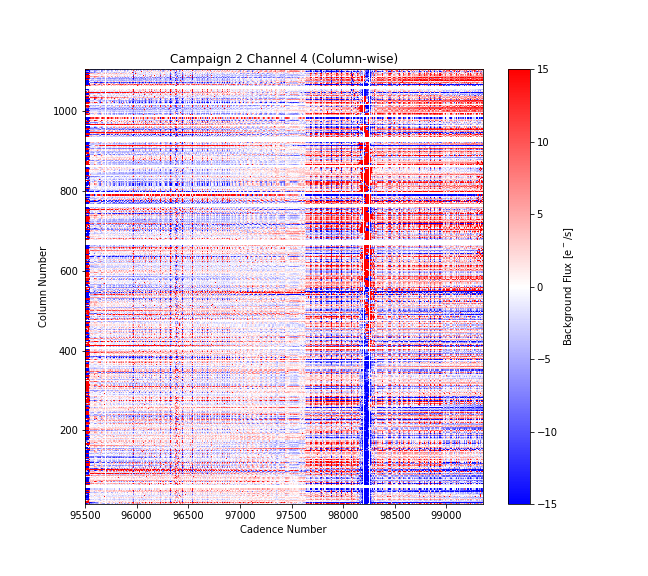 Campaign 2 Channel 4 (Column-wise)
1000
800
600
400
200
Column Number
95500 96000 96500 97000 97500 98000 98500 99000
Cadence Number
15
10
5
0
−5
−10
−15
Background Flux [e⁻/s]